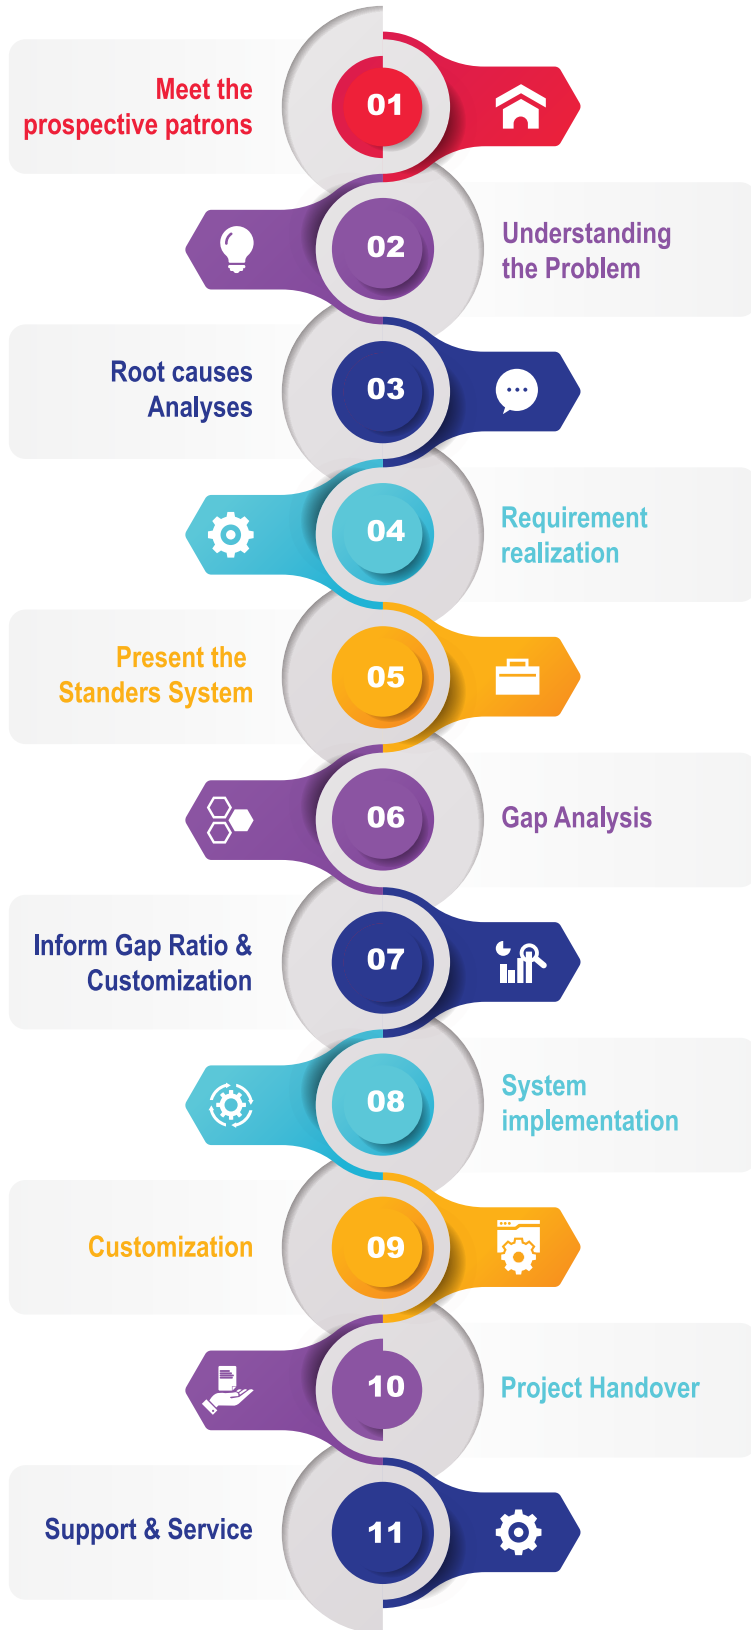 01
Meet the
prospective patrons
02
Understanding
the Problem
03
Root causes
Analyses
04
Requirement
realization
05
Present the
Standers System
06
Gap Analysis
07
Inform Gap Ratio &
Customization
08
System
implementation
09
Customization
10
Project Handover
11
Support & Service